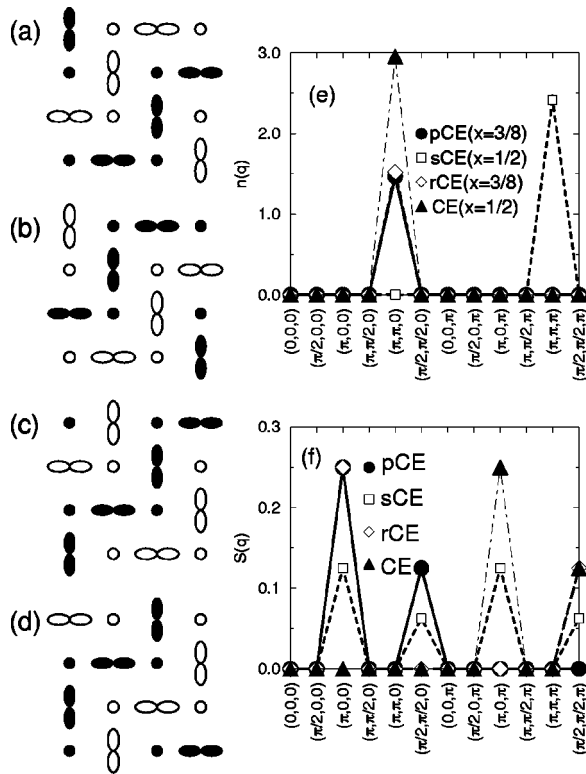 (a)
(b)
(c)
(d)
(e)
n(q)
3.0
2.0
1.0
0.0
pCE(x=3/8)
sCE(x=1/2)
rCE(x=3/8)
CE(x=1/2)
(0,0,0)
(π/2,0,0)
(π,0,0)
(π,π/2,0)
(π,π,0)
(π/2,π/2,0)
(0,0,π)
(π/2,0,π)
(π,0,π)
(π,π/2,π)
(π,π,π)
(π/2,π/2,π)
(f)
S(q)
0.3
0.2
0.1
0.0
pCE
sCE
rCE
CE
(0,0,0)
(π/2,0,0)
(π,0,0)
(π,π/2,0)
(π,π,0)
(π/2,π/2,0)
(0,0,π)
(π/2,0,π)
(π,0,π)
(π,π/2,π)
(π,π,π)
(π/2,π/2,π)